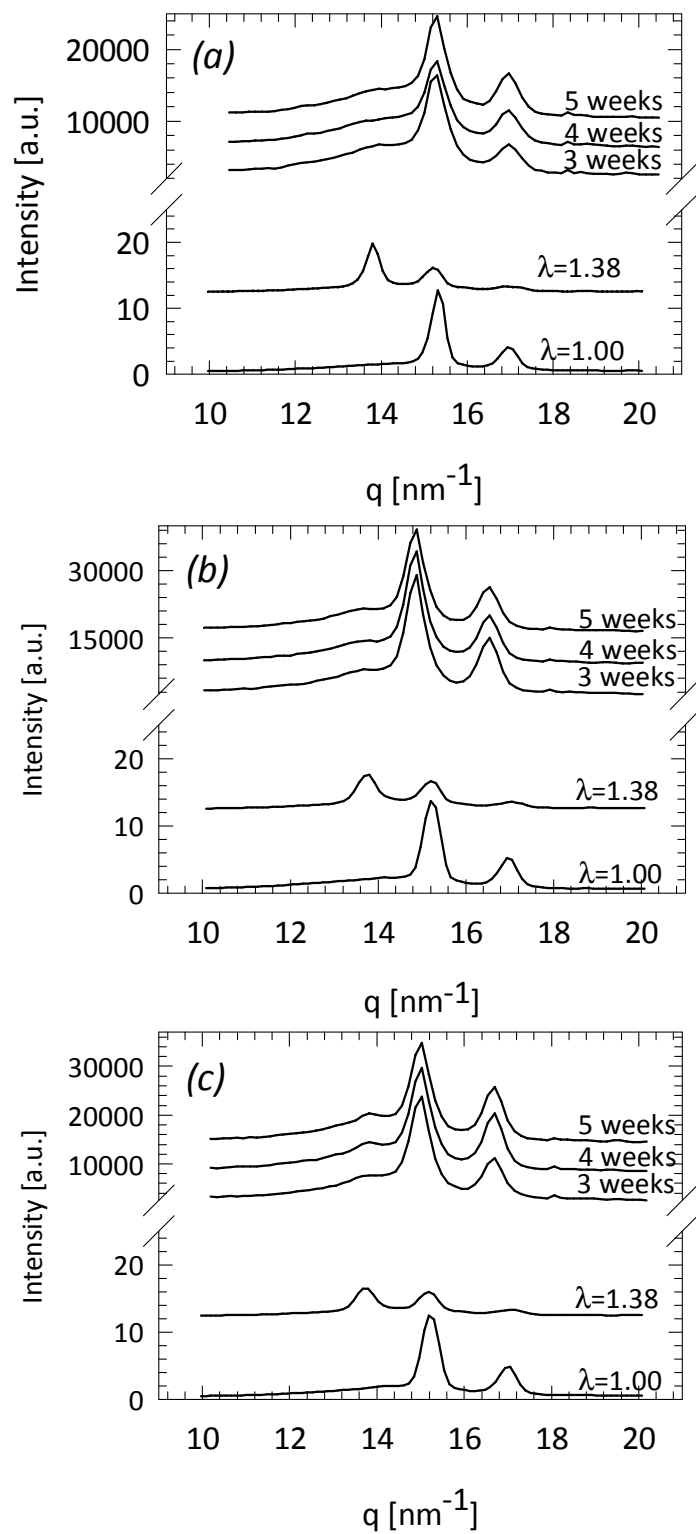 (a)
Intensity [a.u.]
20000
10000
5 weeks
4 weeks
3 weeks
20
10
0
λ=1.38
λ=1.00
10 12 14 16 18 20
q [nm⁻¹]
(b)
Intensity [a.u.]
30000
15000
5 weeks
4 weeks
3 weeks
20
10
0
λ=1.38
λ=1.00
10 12 14 16 18 20
q [nm⁻¹]
(c)
Intensity [a.u.]
30000
20000
10000
5 weeks
4 weeks
3 weeks
20
10
0
λ=1.38
λ=1.00
10 12 14 16 18 20
q [nm⁻¹]